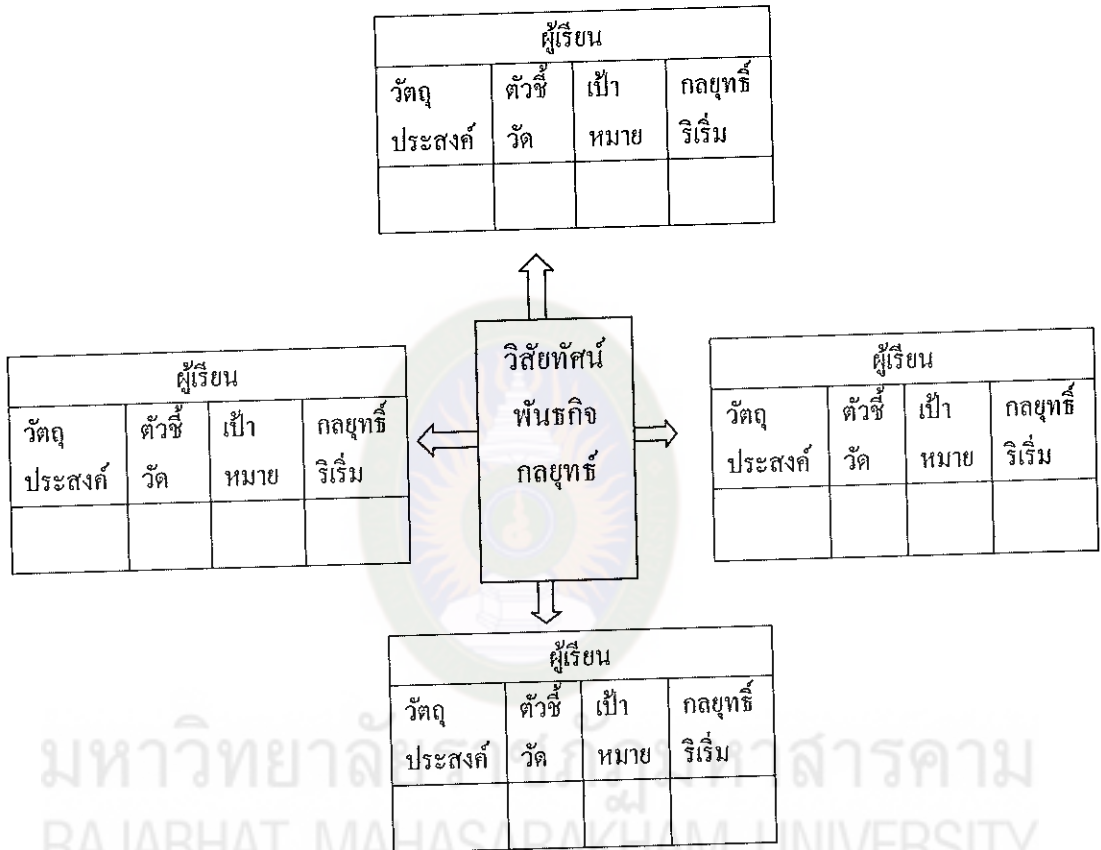 ผู้เรียน
วัตถุ ตัวชี้ เป้า กลยุทธิ์
ประสงค์ วัด หมาย ริเริ่ม
วิสัยทัศน์
พันธกิจ
กลยุทธ์
ผู้เรียน
วัตถุ ตัวชี้ เป้า กลยุทธิ์
ประสงค์ วัด หมาย ริเริ่ม
ผู้เรียน
วัตถุ ตัวชี้ เป้า กลยุทธิ์
ประสงค์ วัด หมาย ริเริ่ม
ผู้เรียน
วัตถุ ตัวชี้ เป้า กลยุทธิ์
ประสงค์ วัด หมาย ริเริ่ม
มหาวิทยาลัยราชภัฏมหาสารคาม
RAJABHAT MAHASARAKHAM UNIVERSITY